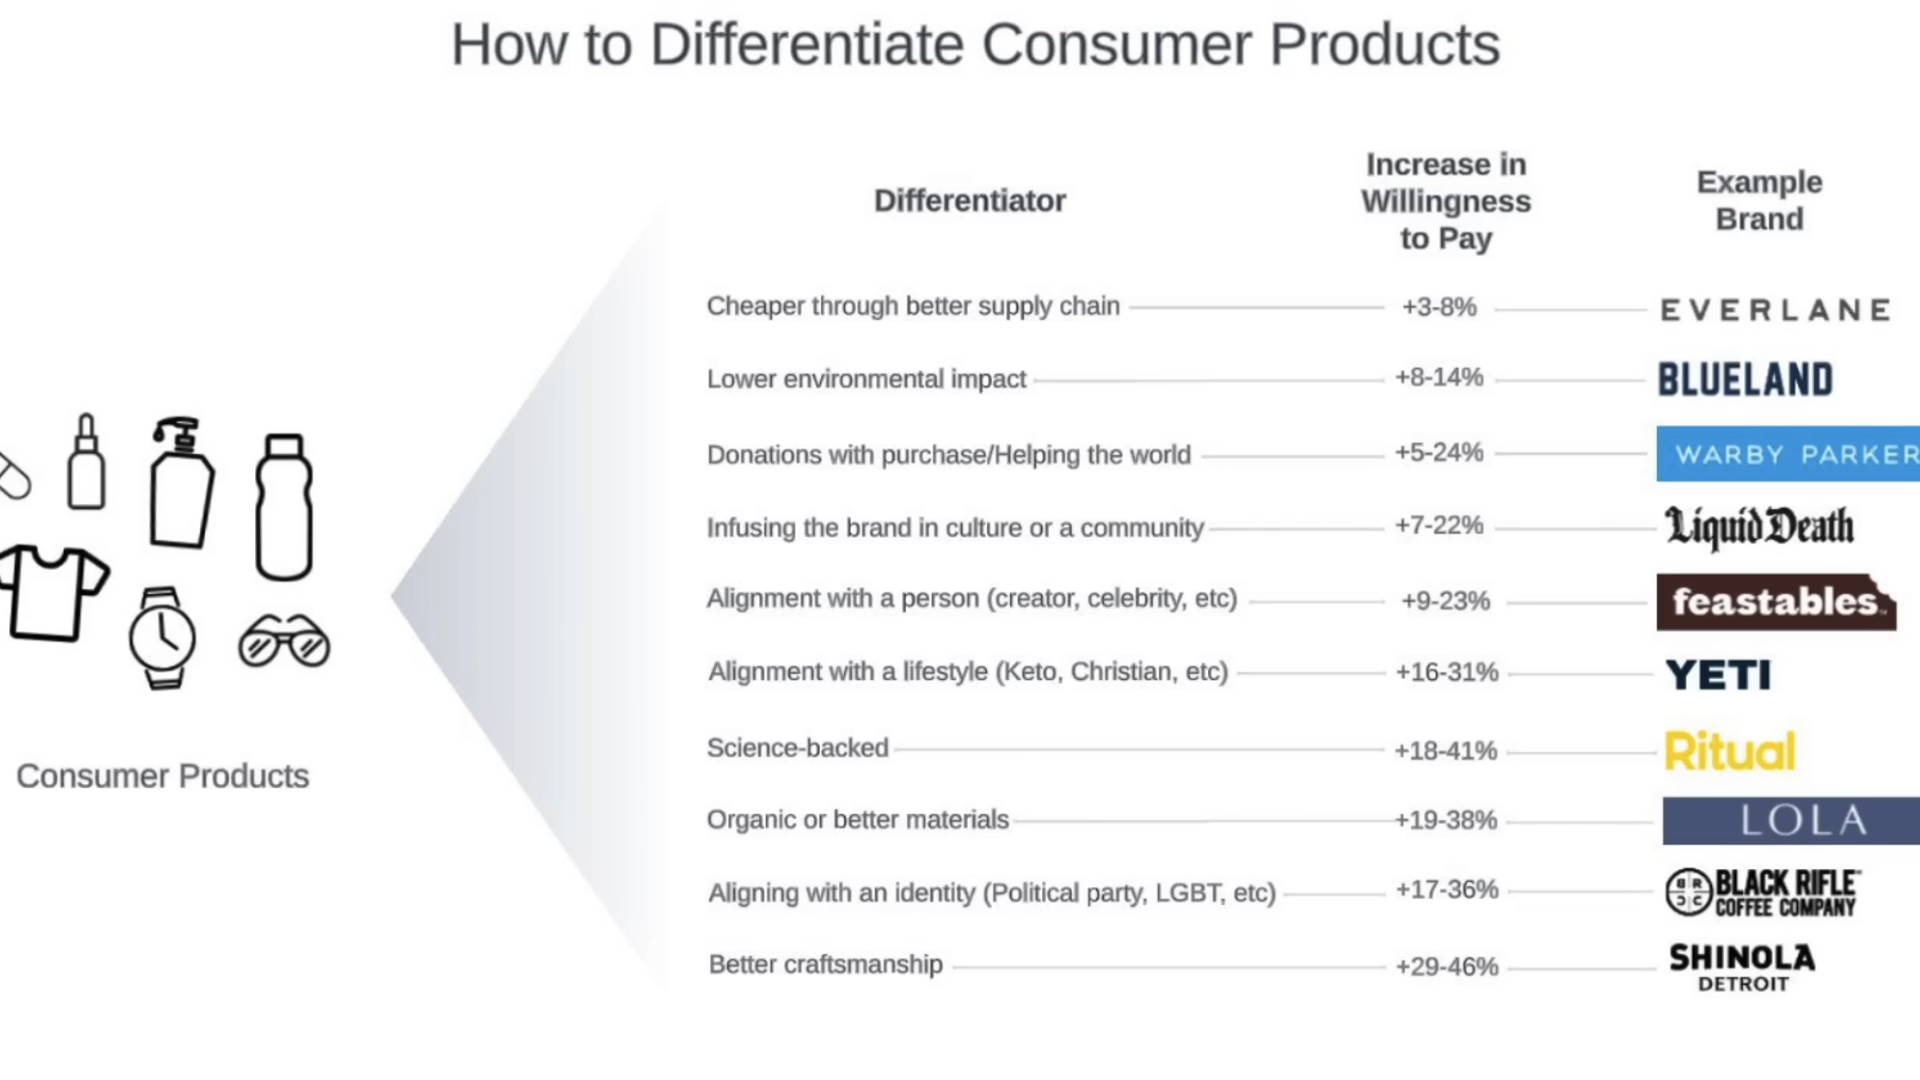 How to Differentiate Consumer Products
Differentiator
Increase in
Willingness
to Pay
Example
Brand
Cheaper through better supply chain +3-8% EVERLANE
Lower environmental impact +8-14% BLUELAND
Donations with purchase/Helping the world +5-24% WARBY PARKER
Infusing the brand in culture or a community +7-22% Liquid Death
Alignment with a person (creator, celebrity, etc) +9-23% feastables
Alignment with a lifestyle (Keto, Christian, etc) +16-31% YETI
Science-backed +18-41% Ritual
Organic or better materials +19-38% LOLA
Aligning with an identity (Political party, LGBT, etc) +17-36% BRCC BLACK RIFLE
COFFEE COMPANY
Better craftsmanship +29-46% SHINOLA
DETROIT
Consumer Products